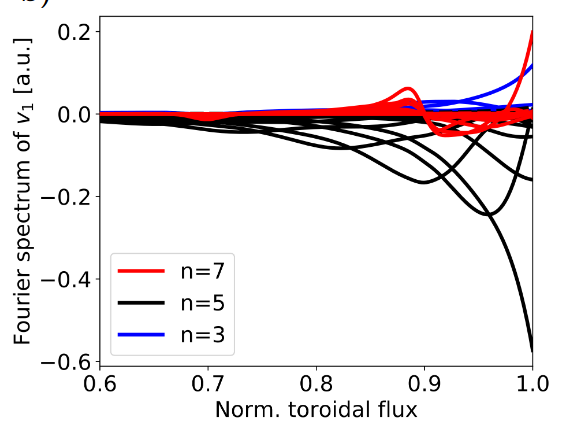 b)
Fourier spectrum of v₁ [a.u.]
0.2
0.0
−0.2
−0.4
−0.6
n=7
n=5
n=3
0.6 0.7 0.8 0.9 1.0
Norm. toroidal flux